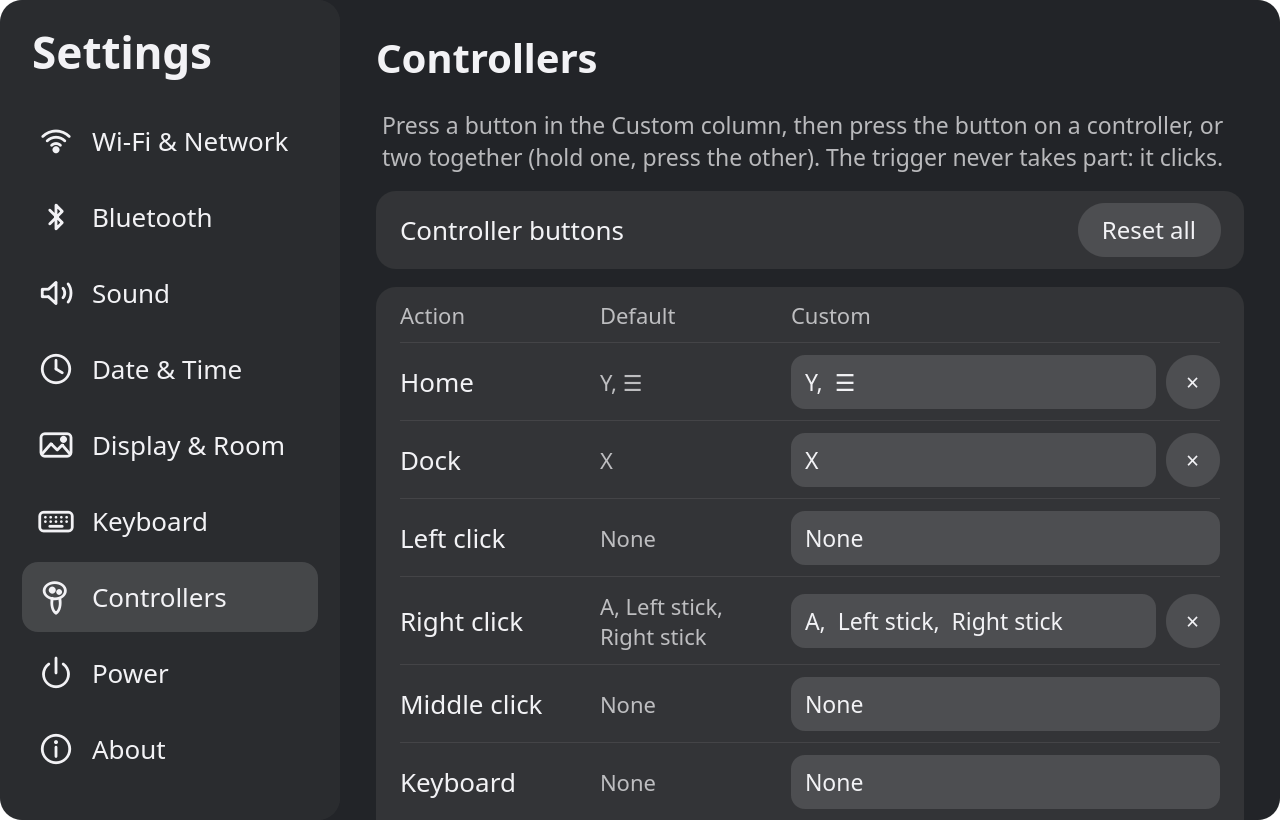 Settings
Wi-Fi & Network
Bluetooth
Sound
Date & Time
Display & Room
Keyboard
Controllers
Power
About
Controllers
Press a button in the Custom column, then press the button on a controller, or
two together (hold one, press the other). The trigger never takes part: it clicks.
Controller buttons
Reset all
Action Default Custom
Home Y, ☰ Y, ☰ ×
Dock X X ×
Left click None None
Right click A, Left stick, Right stick A, Left stick, Right stick ×
Middle click None None
Keyboard None None